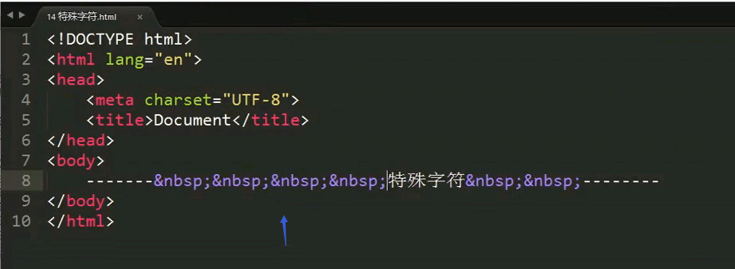 14 特殊字符.html ×
1 <!DOCTYPE html>
2 <html lang="en">
3 <head>
4     <meta charset="UTF-8">
5     <title>Document</title>
6 </head>
7 <body>
8     -------&nbsp;&nbsp;&nbsp;&nbsp;特殊字符&nbsp;&nbsp;--------
9 </body>
10 </html>